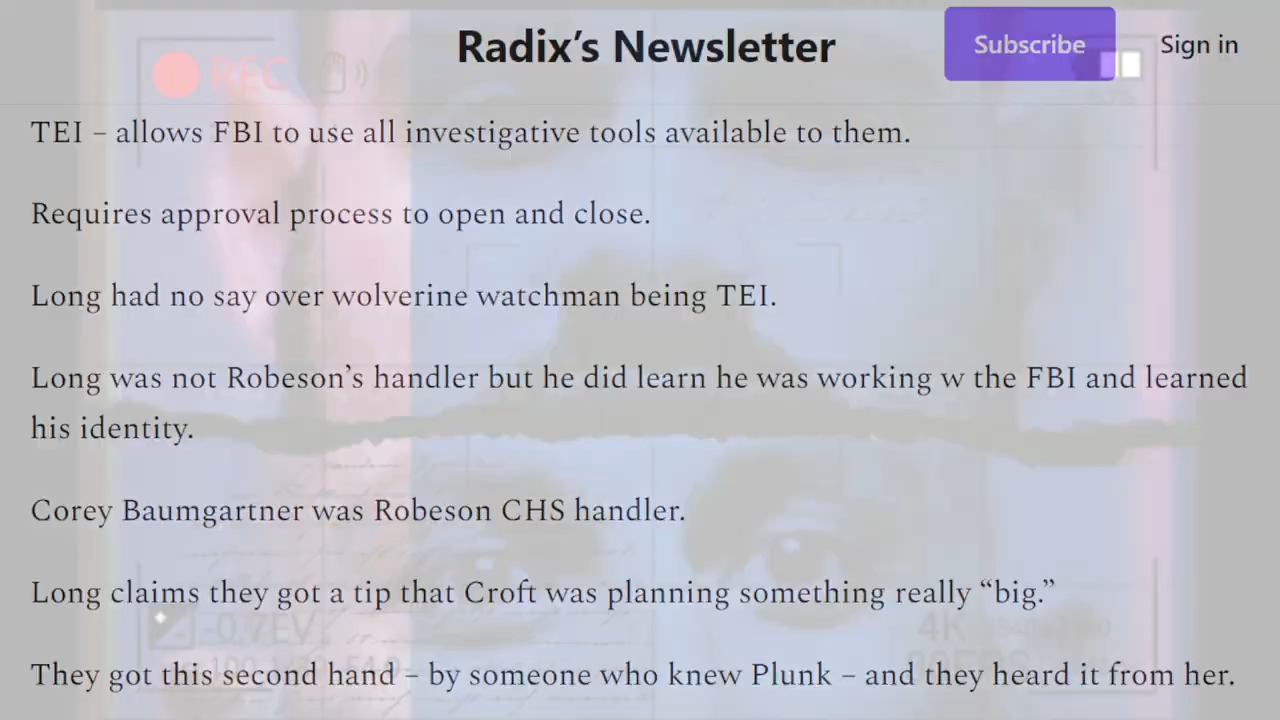 Radix’s Newsletter
Subscribe
Sign in
REC
TEI – allows FBI to use all investigative tools available to them.
Requires approval process to open and close.
Long had no say over wolverine watchman being TEI.
Long was not Robeson’s handler but he did learn he was working w the FBI and learned
his identity.
Corey Baumgartner was Robeson CHS handler.
Long claims they got a tip that Croft was planning something really “big.”
-0.7EV
4K
They got this second hand – by someone who knew Plunk – and they heard it from her.